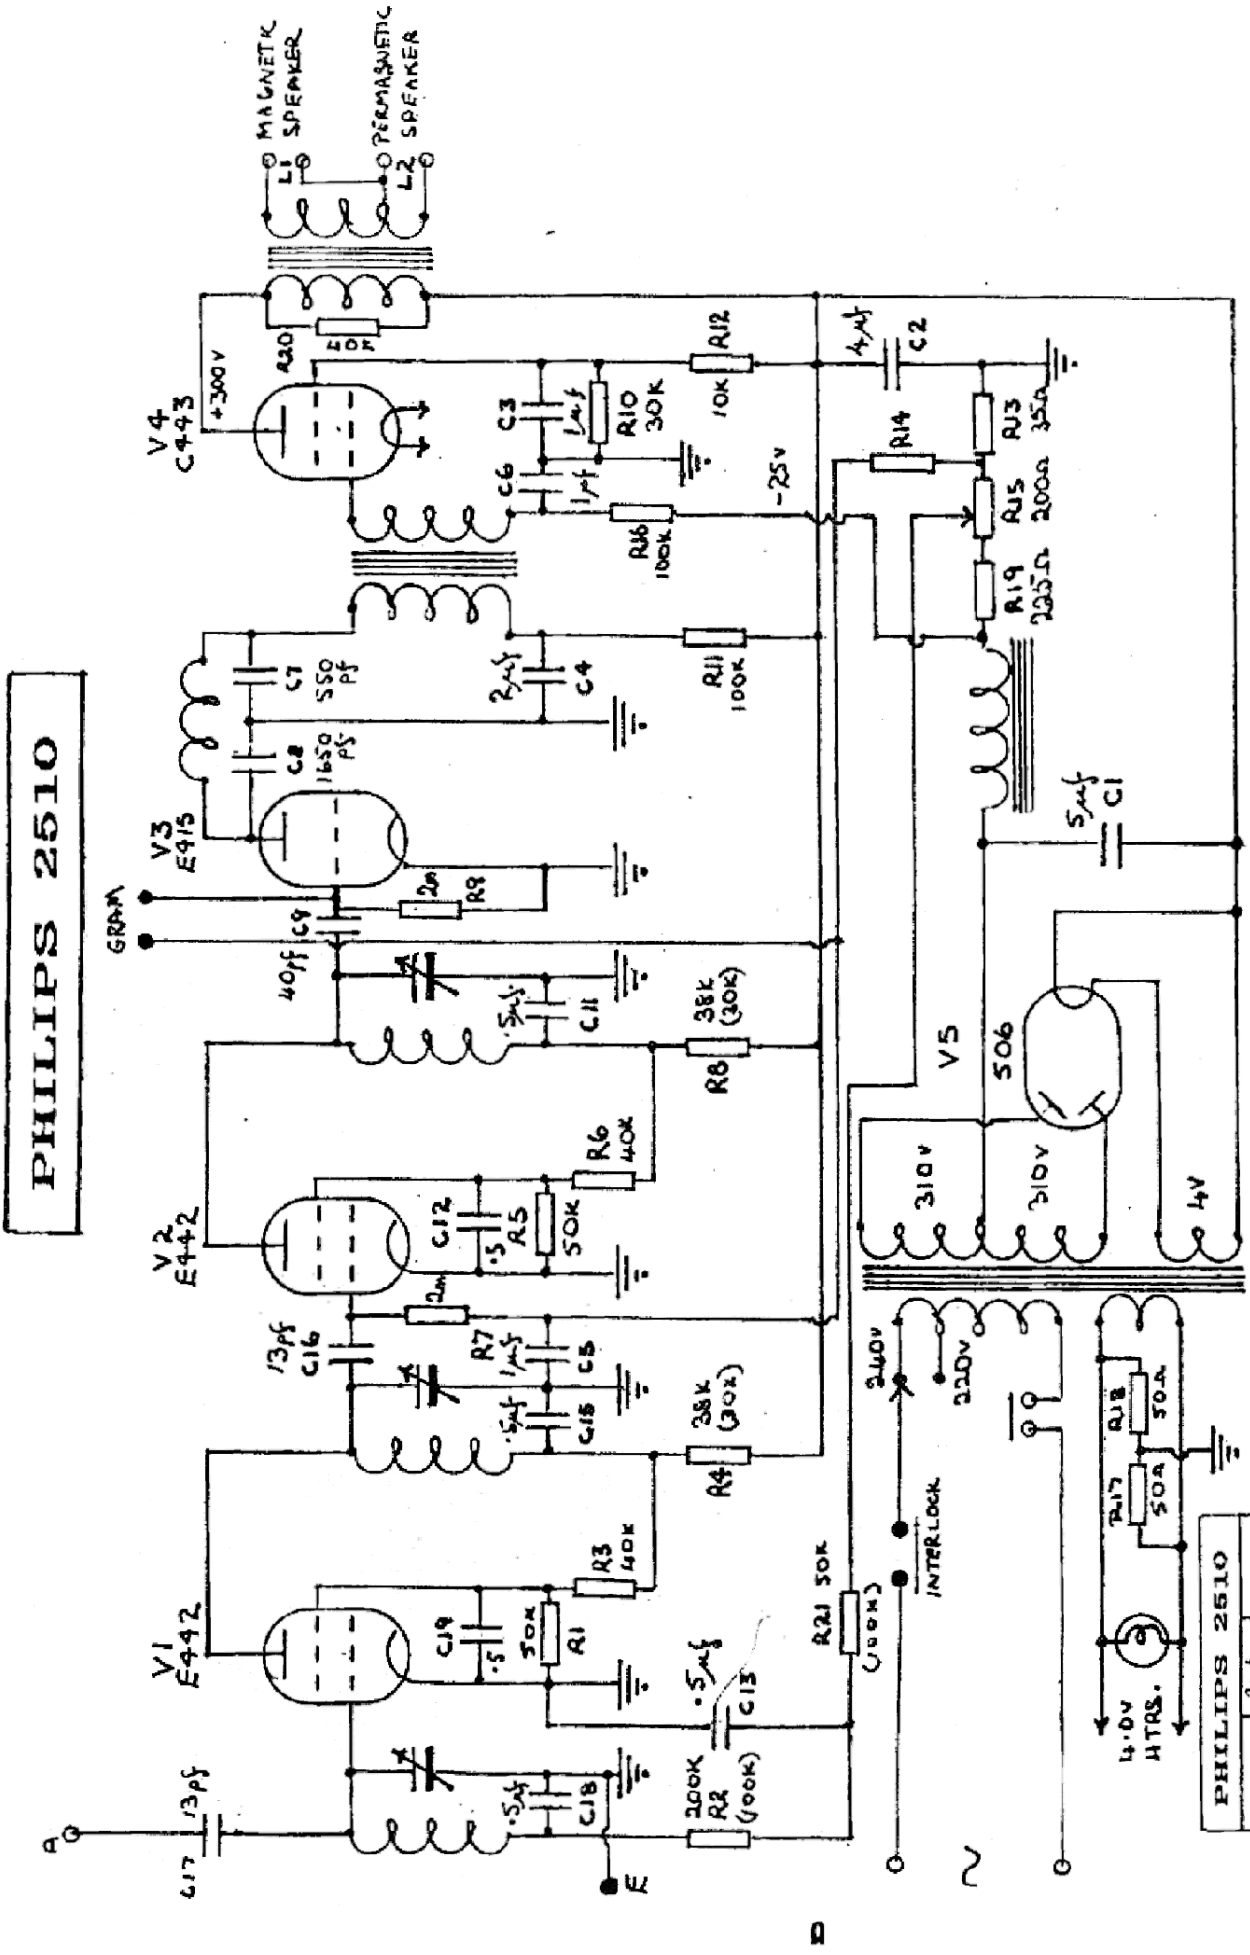 PHILIPS 2510
MAGNETIC
SPEAKER
L1
PERMAGNETIC
L2 SPEAKER
V4
C443
+300V
R20
40K
C3
1µf
R10
30K
R12
10K
4µf
C2
C6
1µf
R16
100K
-25V
R14
R13
35Ω
R15
200Ω
R19
225Ω
V3
E415
C7
550
pf
C8
1650
pf
2µf
C4
R11
100K
GRAM
C9
40pf
2m
R9
.5µf
C11
38K
(20K)
R8
5µf
C1
V5
506
V2
E442
C12
.5
R5
50K
R6
40K
13pf
C16
2m
R7
1µf
C5
.5µf
C15
38K
(20K)
R4
310V
310V
4V
240V
220V
INTERLOCK
V1
E442
C19
.5
50K
R1
R3
40K
.5µf
C13
R21 50K
(100K)
A
C17
13pf
.5µf
C18
200K
R2
(100K)
E
~
R18
50Ω
R17
50Ω
4.0V
HTRS.
PHILIPS 2510